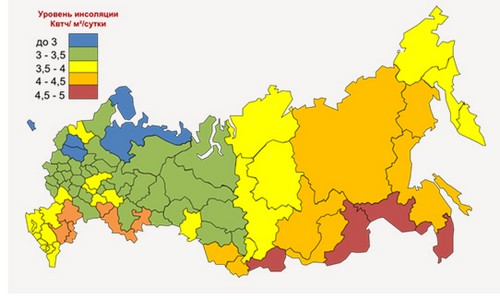 Уровень инсоляции
Квтч/ м²/сутки
до 3
3 - 3,5
3,5 - 4
4 - 4,5
4,5 - 5